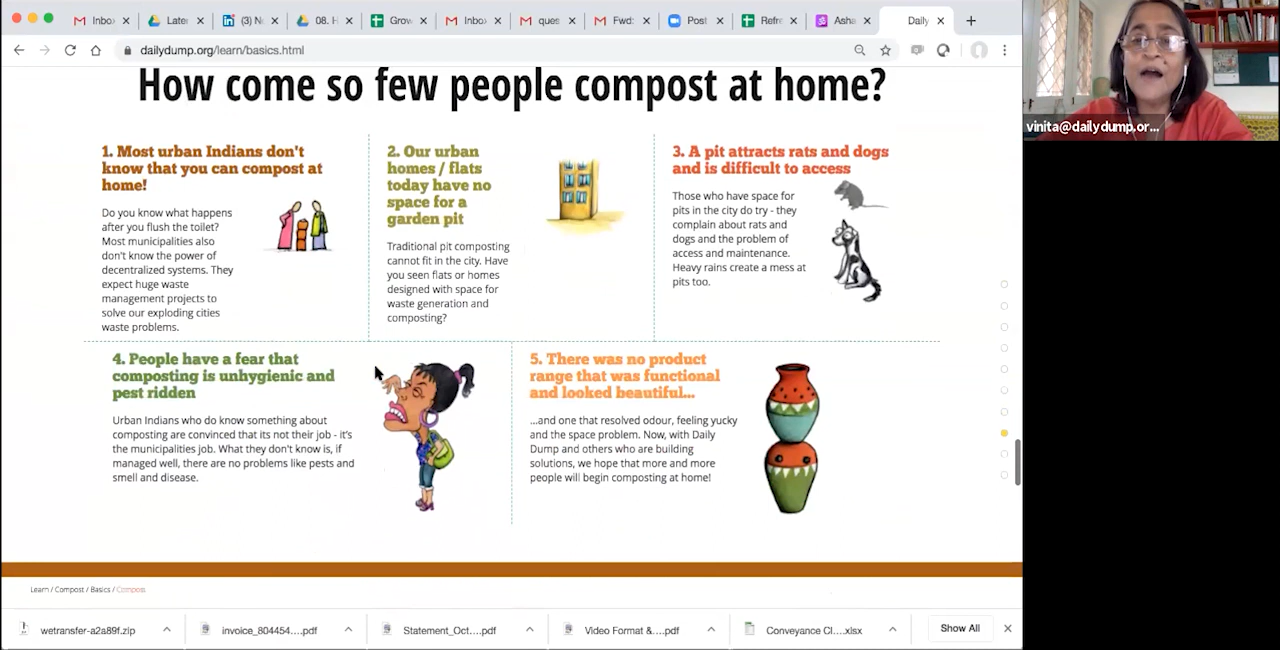 Inbo
Late
(3) N
08. H
Grow
Inbo
ques
Fwd:
Post
Refre
Asha
Daily
dailydump.org/learn/basics.html
How come so few people compost at home?
1. Most urban Indians don't
know that you can compost at
home!
Do you know what happens
after you flush the toilet?
Most municipalities also
don't know the power of
decentralized systems. They
expect huge waste
management projects to
solve our exploding cities
waste problems.
2. Our urban
homes / flats
today have no
space for a
garden pit
Traditional pit composting
cannot fit in the city. Have
you seen flats or homes
designed with space for
waste generation and
composting?
3. A pit attracts rats and dogs
and is difficult to access
Those who have space for
pits in the city do try - they
complain about rats and
dogs and the problem of
access and maintenance.
Heavy rains create a mess at
pits too.
4. People have a fear that
composting is unhygienic and
pest ridden
Urban Indians who do know something about
composting are convinced that its not their job - it's
the municipalities job. What they don't know is, if
managed well, there are no problems like pests and
smell and disease.
5. There was no product
range that was functional
and looked beautiful...
...and one that resolved odour, feeling yucky
and the space problem. Now, with Daily
Dump and others who are building
solutions, we hope that more and more
people will begin composting at home!
Learn / Compost / Basics / Compost
wetransfer-a2a89f.zip
invoice_804454....pdf
Statement_Oct....pdf
Video Format &....pdf
Conveyance Cl....xlsx
Show All
vinita@dailydump.or...